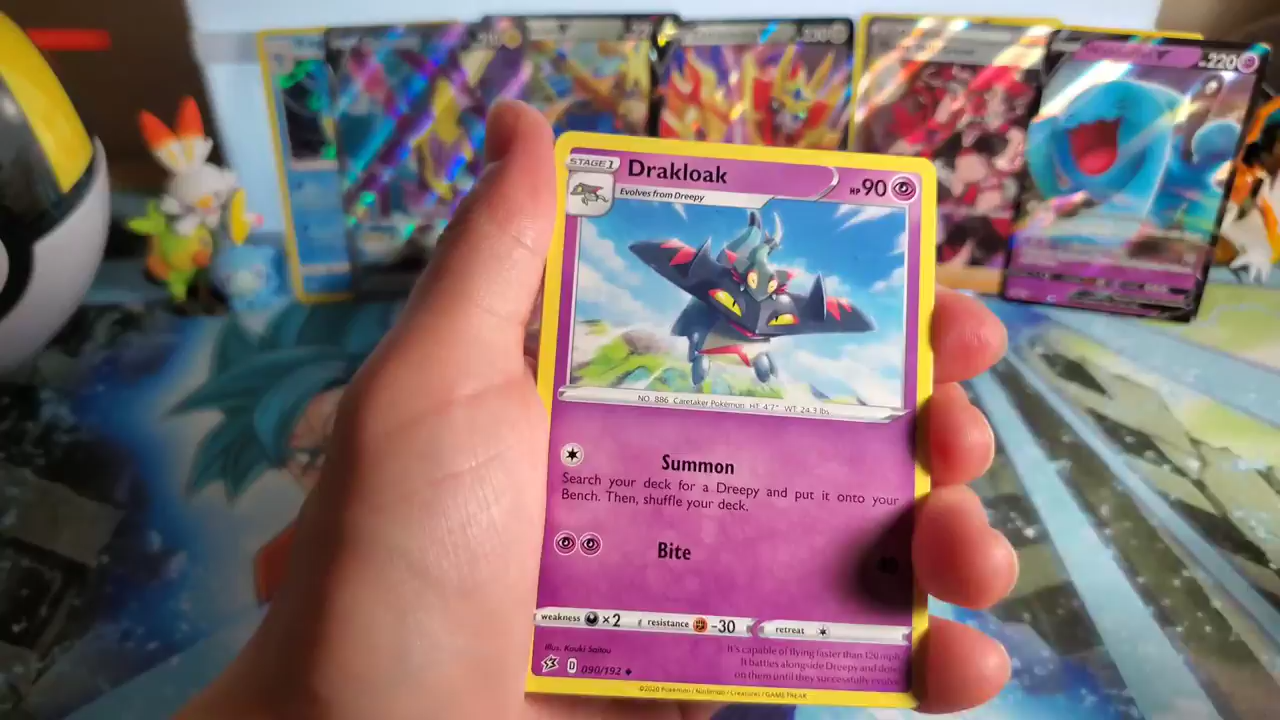 220
STAGE 1
Drakloak
HP 90
Evolves from Dreepy
NO. 886 Caretaker Pokémon HT: 4'7" WT: 24.3 lbs
Summon
Search your deck for a Dreepy and put it onto your
Bench. Then, shuffle your deck.
Bite
weakness ×2 resistance -30 retreat
Illus. Kouki Saitou
D 090/192
It's capable of flying faster than 120 mph.
It battles alongside Dreepy and dotes
on them until they successfully evolve.
©2020 Pokémon / Nintendo / Creatures / GAME FREAK